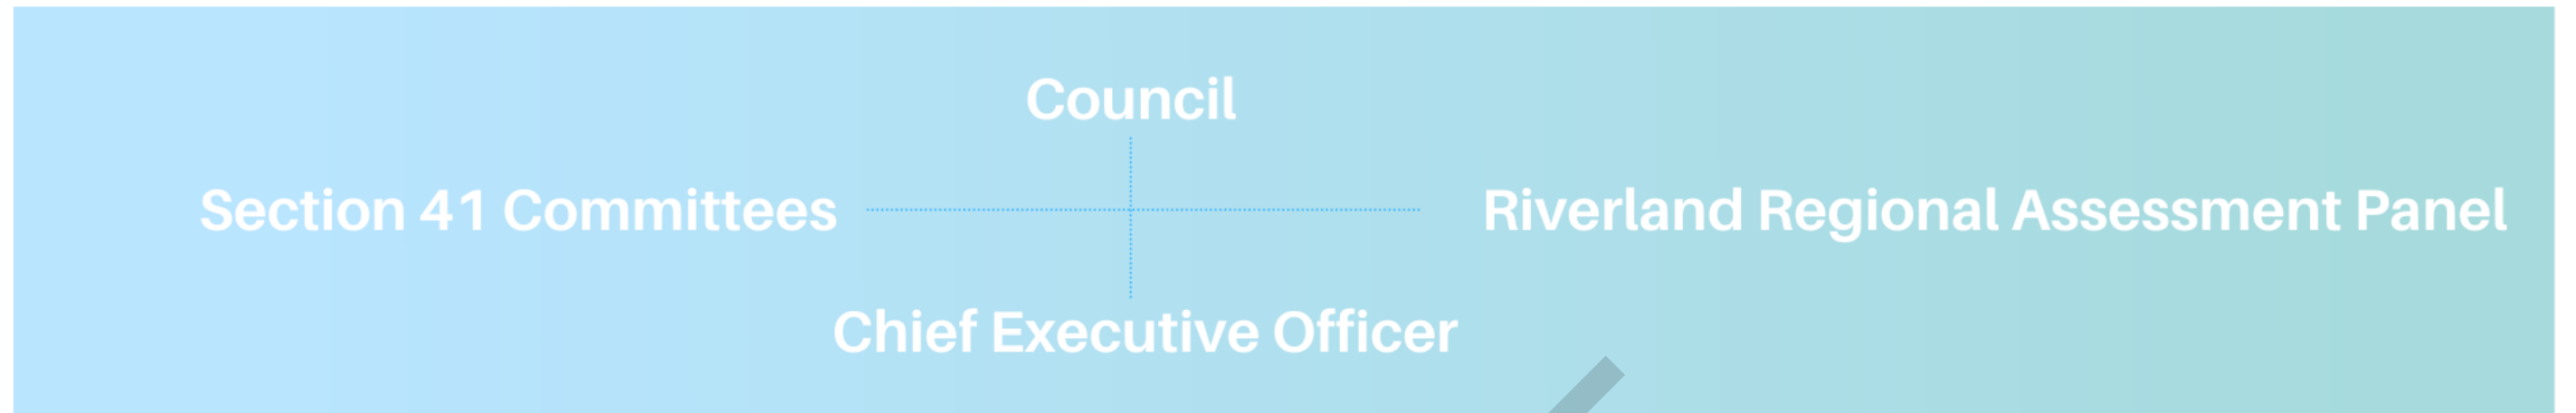 Council
Section 41 Committees
Riverland Regional Assessment Panel
Chief Executive Officer